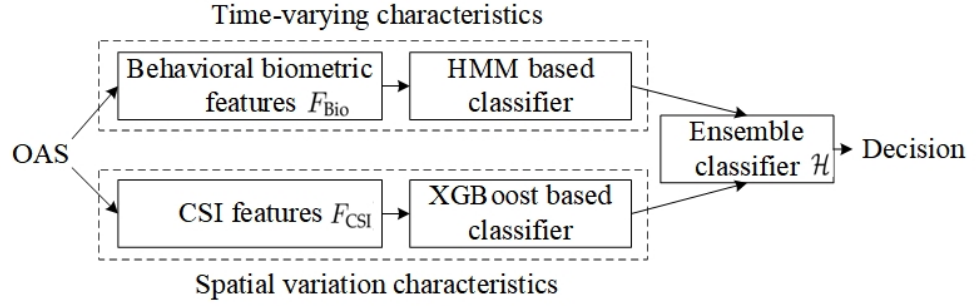 Time-varying characteristics
Behavioral biometric
features F_Bio
HMM based
classifier
OAS
Ensemble
classifier ℋ
Decision
CSI features F_CSI
XGBoost based
classifier
Spatial variation characteristics